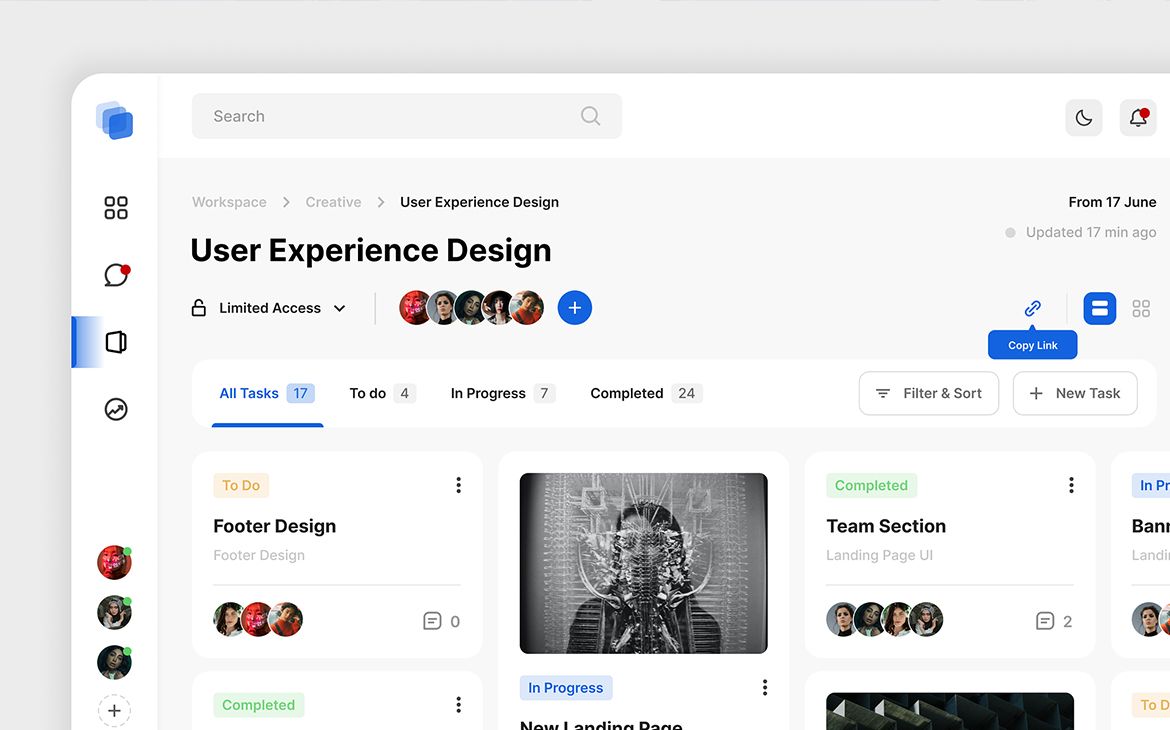 Search
Workspace > Creative > User Experience Design
From 17 June
User Experience Design
Updated 17 min ago
Limited Access
Copy Link
All Tasks 17 To do 4 In Progress 7 Completed 24
Filter & Sort
New Task
To Do
Footer Design
Footer Design
0
Completed
In Progress
New Landing Page
Completed
Team Section
Landing Page UI
2
In Pr
Bann
Landin
To D